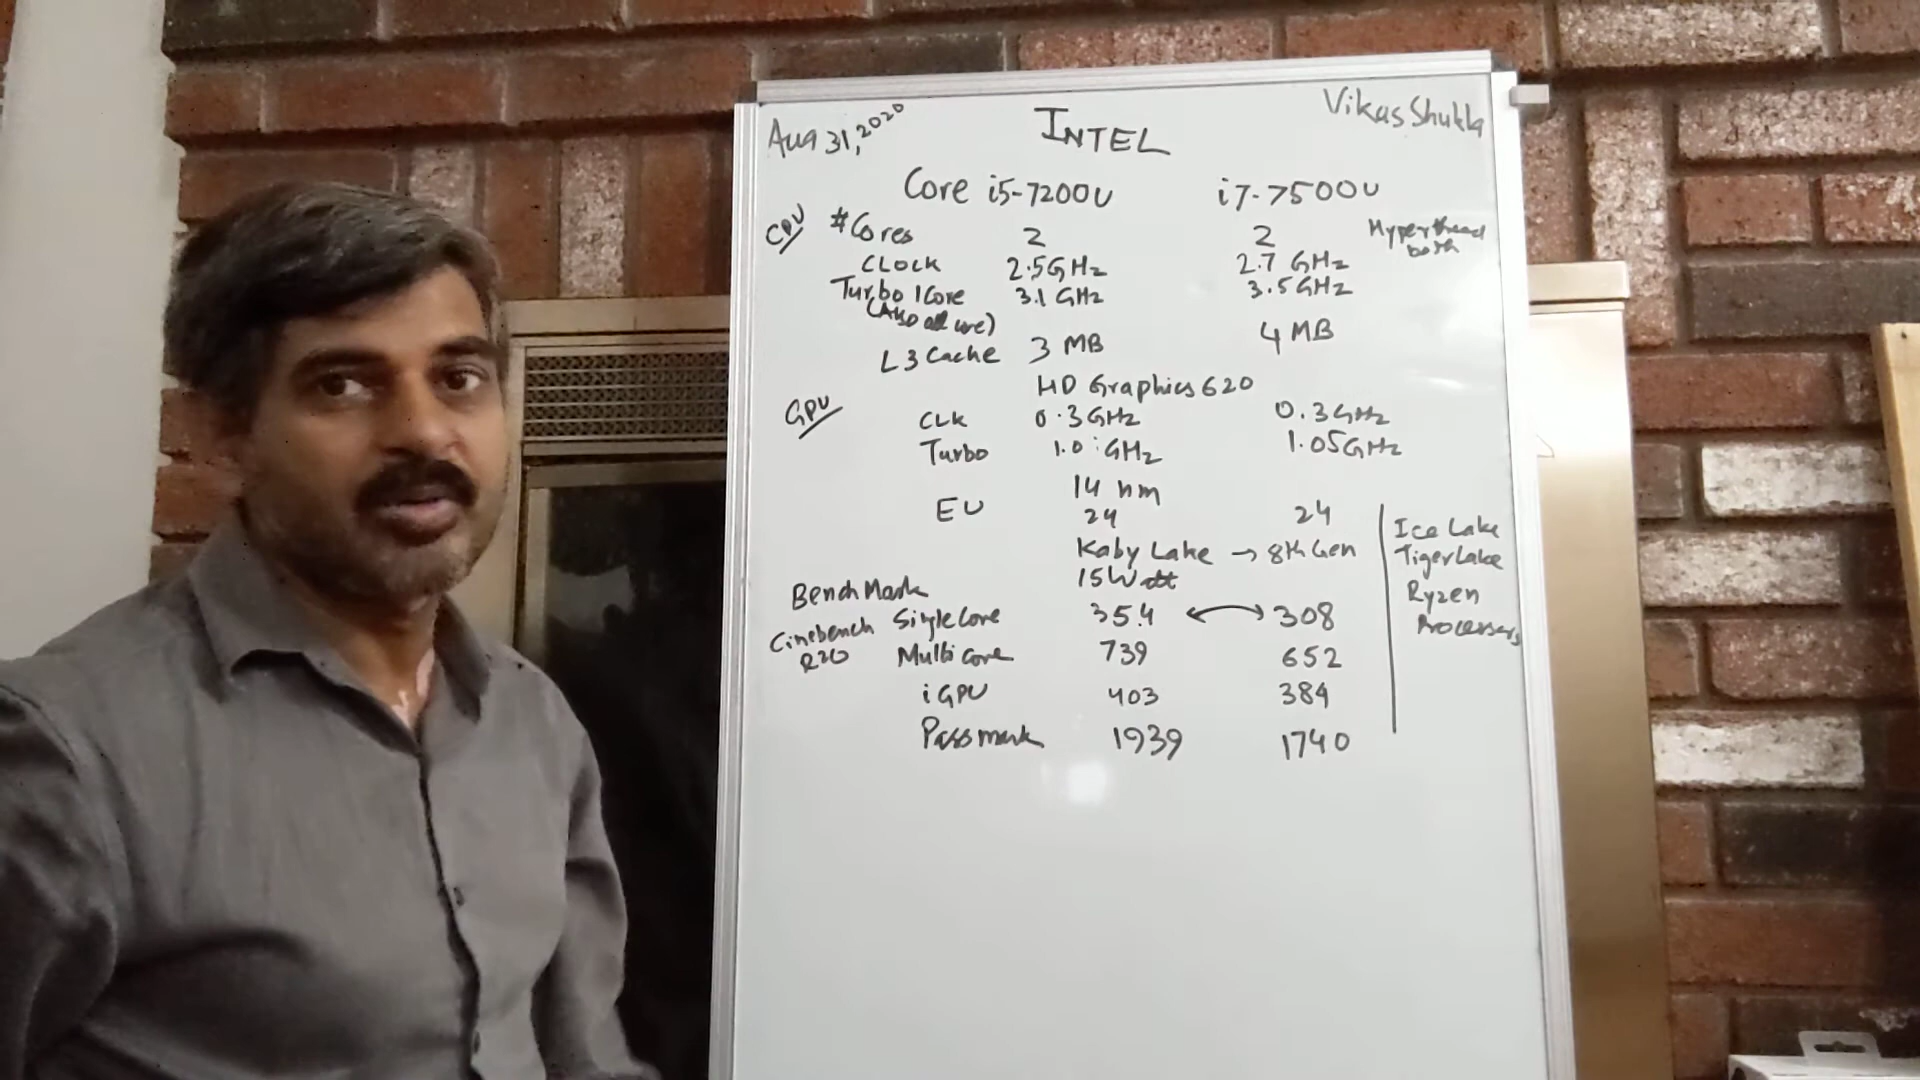 Aug 31, 2020 INTEL Vikas Shukla
Core i5-7200U i7-7500U
CPU #Cores 2 2 Hyperthread
both
CLOCK 2.5GHz 2.7 GHz
Turbo 1Core 3.1 GHz 3.5GHz
(Also all core)
L3 Cache 3 MB 4 MB
HD Graphics 620
GPU CLK 0.3GHz 0.3GHz
Turbo 1.0 GHz 1.05GHz
14 nm
EU 24 24
Kaby Lake → 8th Gen
15Watt
Ice Lake
Tiger Lake
Ryzen
Processers
BenchMark
Cinebench R20
Single Core 354 ↔ 308
Multi core 739 652
iGPU 403 384
Passmark 1939 1740